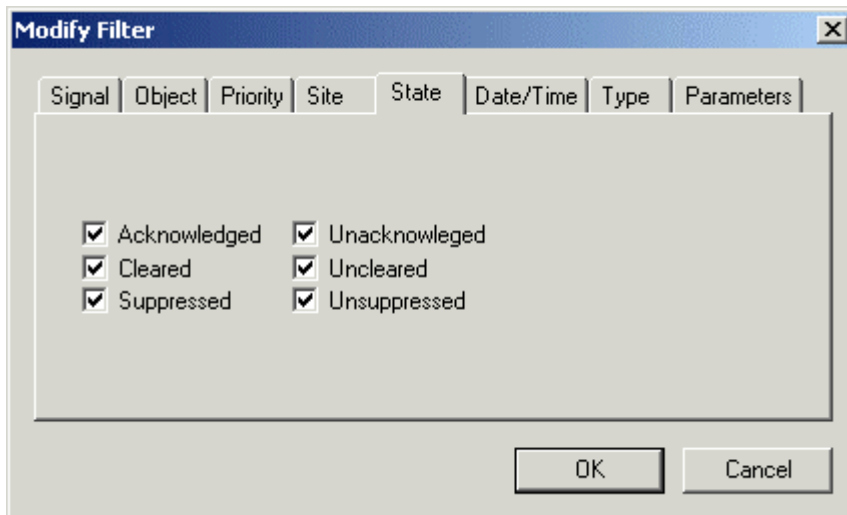 Modify Filter
Signal Object Priority Site State Date/Time Type Parameters
Acknowledged Unacknowleged
Cleared Uncleared
Suppressed Unsuppressed
OK Cancel